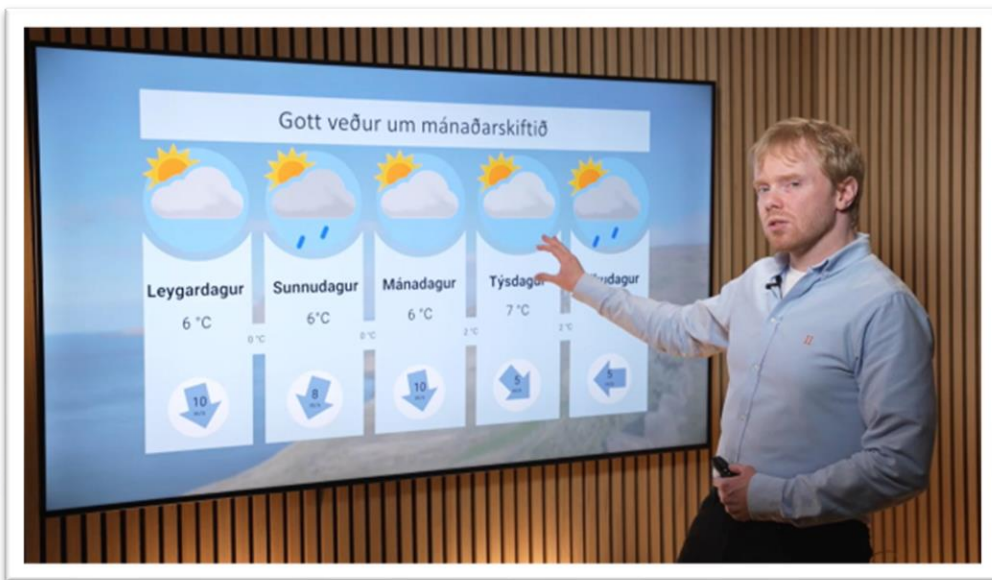 Gott veður um mánaðarskiftið
Leygardagur
6 °C
0 °C
10
m/s
Sunnudagur
6°C
0 °C
8
m/s
Mánadagur
6 °C
2 °C
10
m/s
Týsdagur
7 °C
2 °C
5
m/s
5
m/s